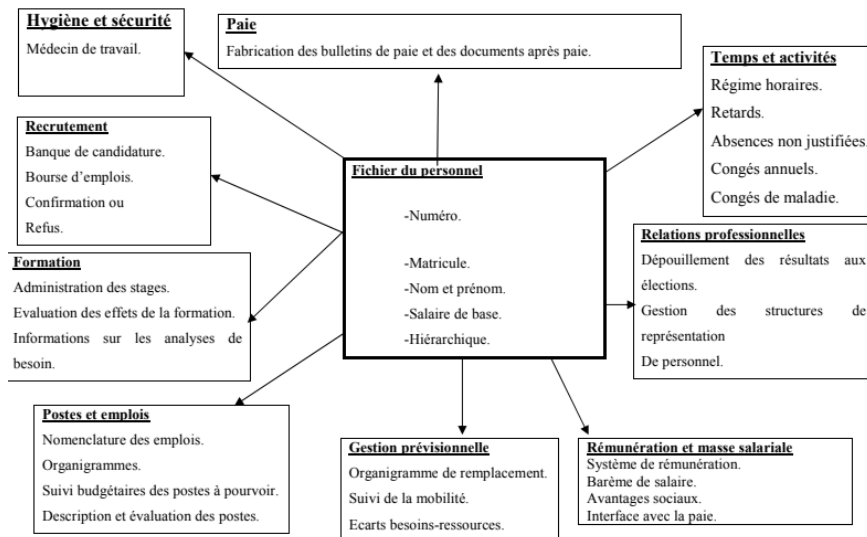 Hygiène et sécurité
Médecin de travail.
Paie
Fabrication des bulletins de paie et des documents après paie.
Temps et activités
Régime horaires.
Retards.
Absences non justifiées.
Congés annuels.
Congés de maladie.
Recrutement
Banque de candidature.
Bourse d’emplois.
Confirmation ou
Refus.
Fichier du personnel
-Numéro.
-Matricule.
-Nom et prénom.
-Salaire de base.
-Hiérarchique.
Relations professionnelles
Dépouillement des résultats aux
élections.
Gestion des structures de
représentation
De personnel.
Formation
Administration des stages.
Evaluation des effets de la formation.
Informations sur les analyses de
besoin.
Postes et emplois
Nomenclature des emplois.
Organigrammes.
Suivi budgétaires des postes à pourvoir.
Description et évaluation des postes.
Gestion prévisionnelle
Organigramme de remplacement.
Suivi de la mobilité.
Ecarts besoins-ressources.
Rémunération et masse salariale
Système de rémunération.
Barème de salaire.
Avantages sociaux.
Interface avec la paie.